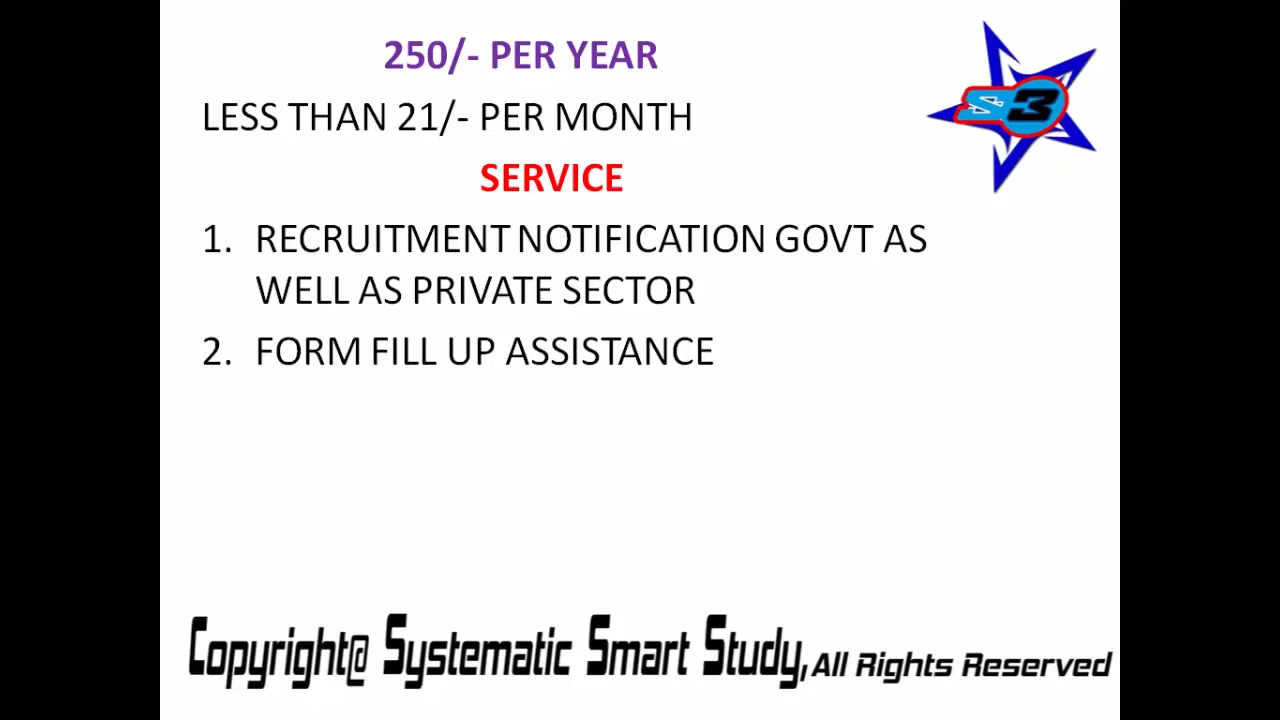 250/- PER YEAR
LESS THAN 21/- PER MONTH
SERVICE
1. RECRUITMENT NOTIFICATION GOVT AS
WELL AS PRIVATE SECTOR
2. FORM FILL UP ASSISTANCE
S3
Copyright@ Systematic Smart Study, All Rights Reserved